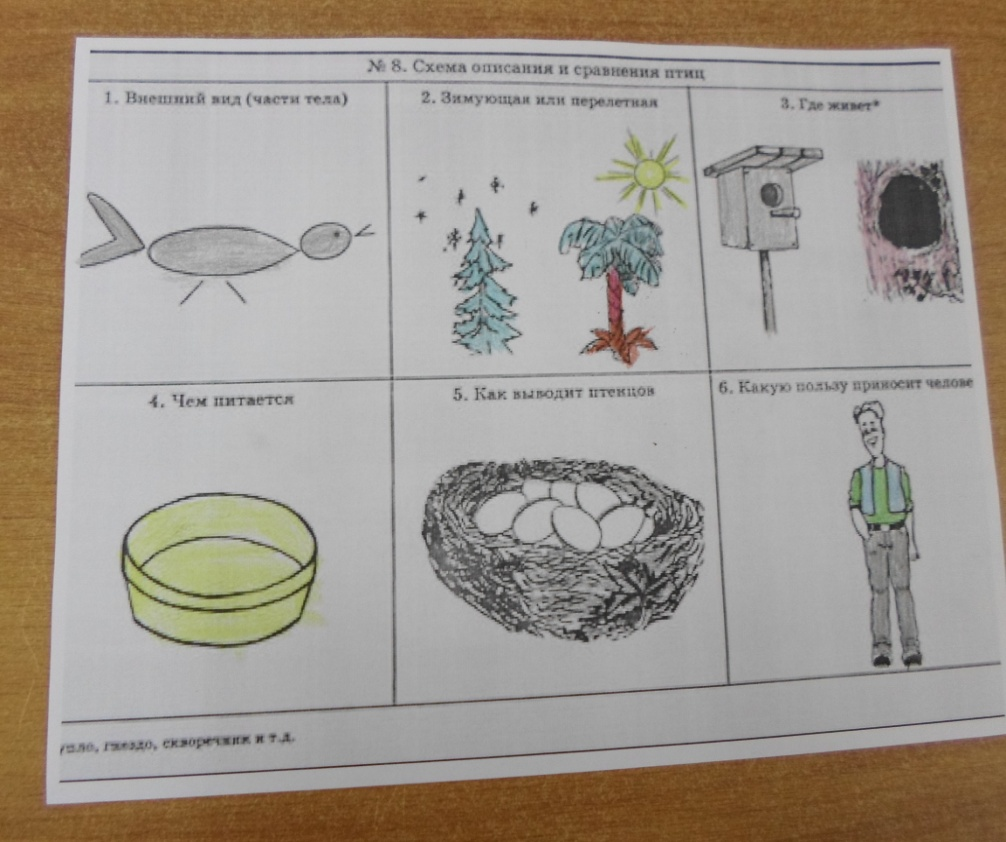 № 8. Схема описания и сравнения птиц
1. Внешний вид (части тела)
2. Зимующая или перелетная
3. Где живет*
4. Чем питается
5. Как выводит птенцов
6. Какую пользу приносит челове
упло, гнездо, скворечник и т.д.